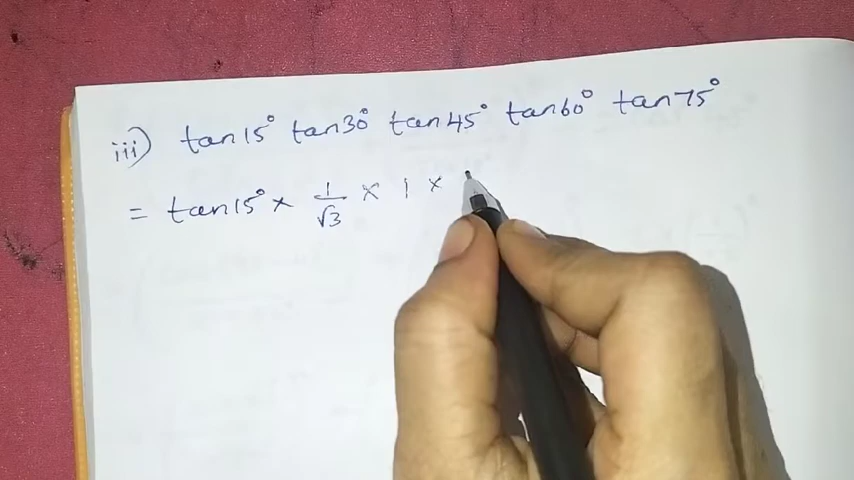 iii) tan15° tan30° tan45° tan60° tan75°
= tan15° × 1/√3 × 1 ×